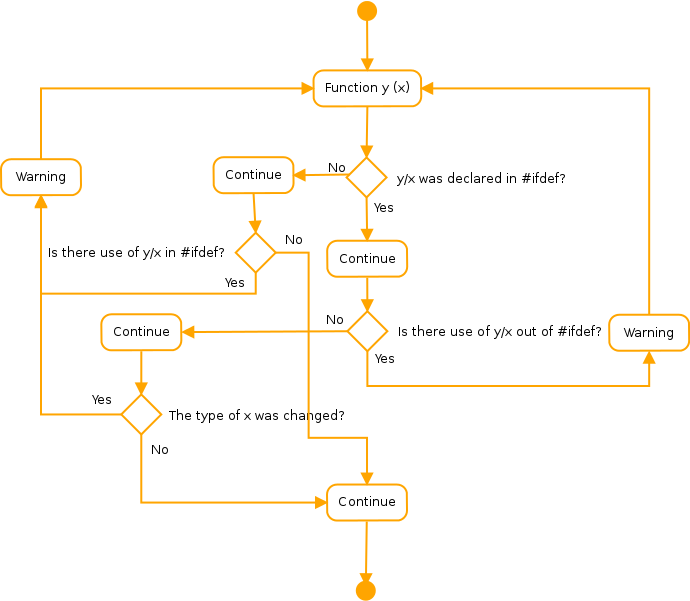 Function y (x)
No
Continue
Warning
y/x was declared in #ifdef?
Yes
No
Is there use of y/x in #ifdef?
Continue
Yes
No
Continue
Is there use of y/x out of #ifdef?
Warning
Yes
Yes
The type of x was changed?
No
Continue